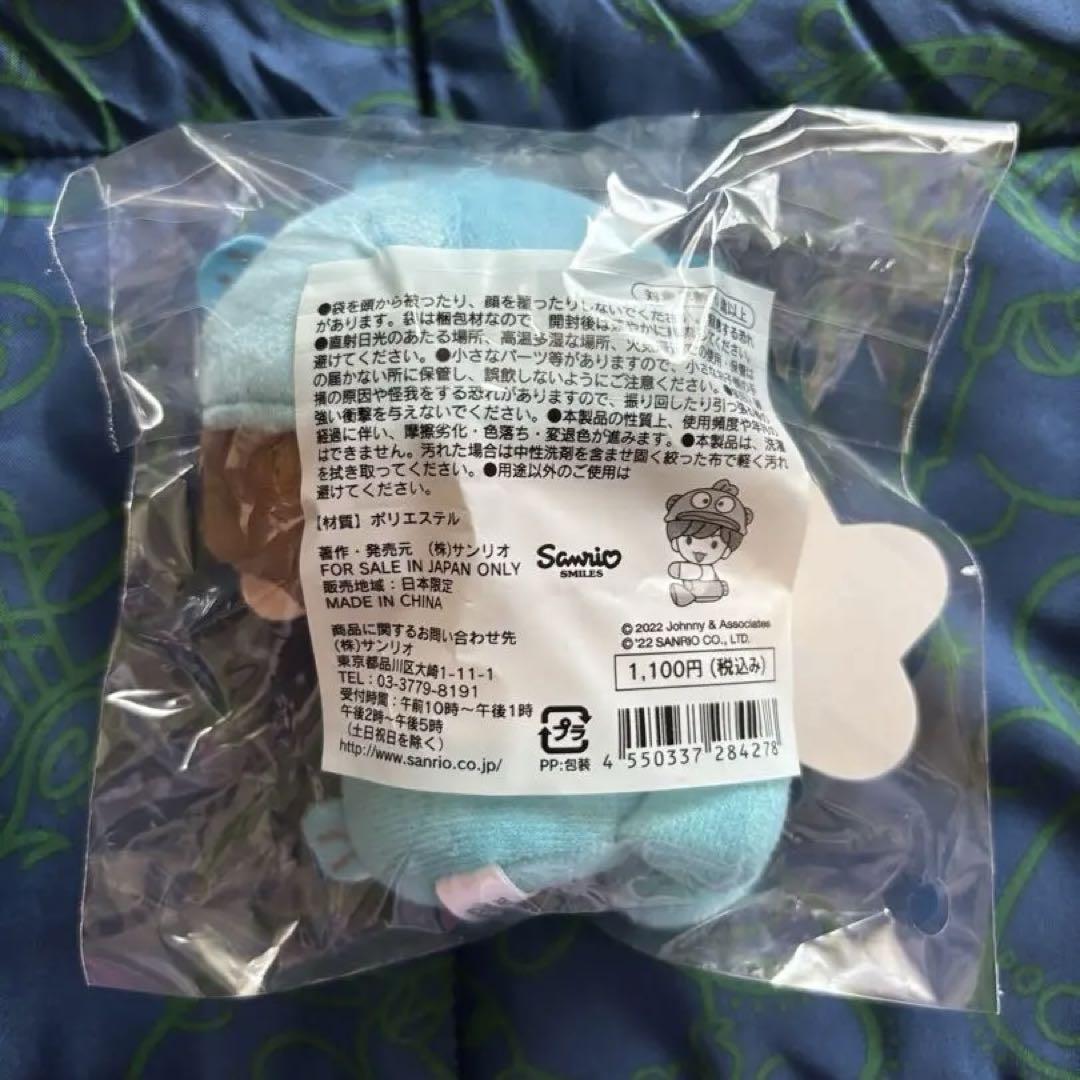 ●袋を頭から被ったり、顔を覆ったりしないでくだ
があります。袋は梱包材なので 開封後は
●直射日光のあたる場所、高温多湿な場所、火気 の使用・保管は
避けてください。●小さなパーツ等がありますので、小さな
の届かない所に保管し、誤飲しないようにご注意ください。
損の原因や怪我をする恐れがありますので、振り回したり引っ
強い衝撃を与えないでください。●本製品の性質上、使用頻度や
経過に伴い、摩擦劣化・色落ち・変退色が進みます。●本製品は、洗濯
はできません。汚れた場合は中性洗剤を含ませ固く絞った布で軽く汚れ
を拭き取ってください。●用途以外のご使用は
避けてください。
【材質】ポリエステル
著作・発売元 (株)サンリオ
FOR SALE IN JAPAN ONLY
販売地域:日本限定
MADE IN CHINA
Sanrio
SMILES
商品に関するお問い合わせ先
(株)サンリオ
東京都品川区大崎1-11-1
TEL:03-3779-8191
受付時間:午前10時〜午後1時
午後2時〜午後5時
(土日祝日を除く)
http://www.sanrio.co.jp/
© 2022 Johnny & Associates
© '22 SANRIO CO., LTD.
1,100円(税込み)
プラ
PP:包装
4 550337 284278